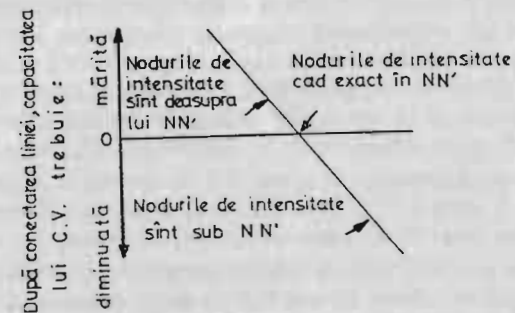 După conectarea liniei, capacitatea
lui C.V. trebuie :
mărită
0
diminuată
Nodurile de
intensitate
sînt deasupra
lui NN'
Nodurile de intensitate
cad exact în NN'
Nodurile de intensitate
sînt sub NN'